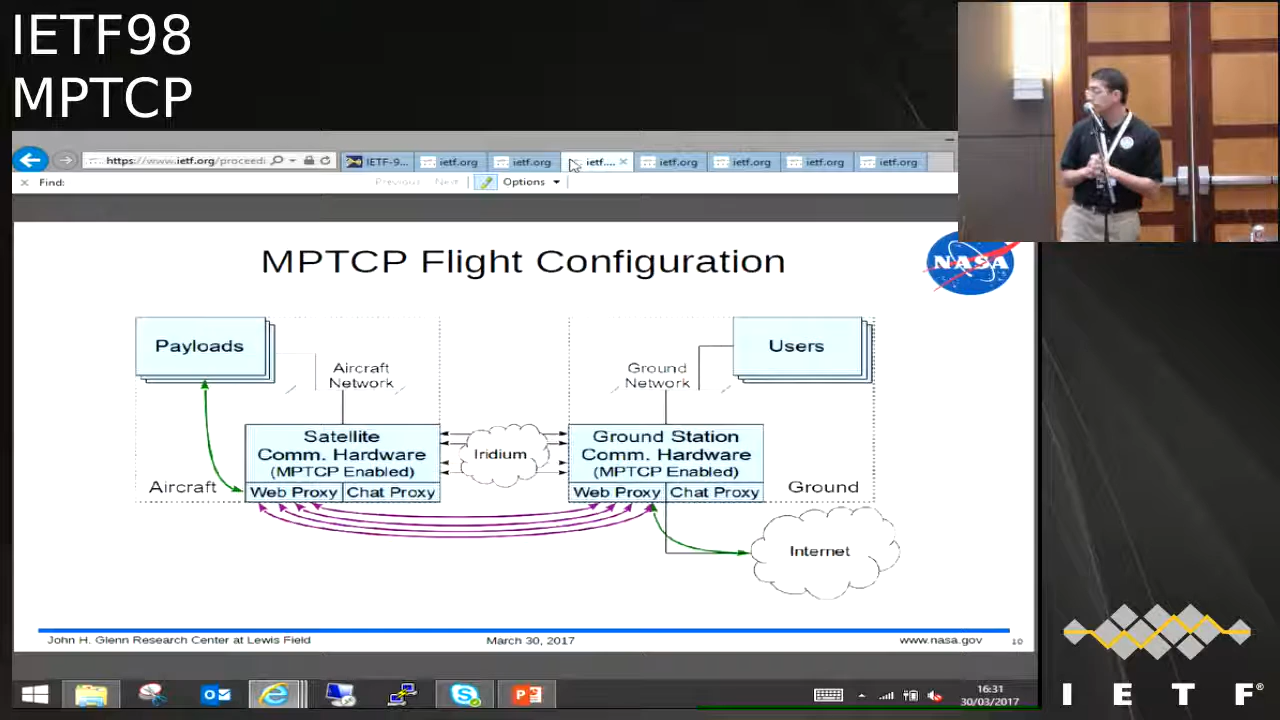 IETF98
MPTCP
https://www.ietf.org/proceedi
IETF-9...
ietf.org
ietf.org
ietf....
ietf.org
ietf.org
ietf.org
ietf.org
Find:
Previous
Next
Options
MPTCP Flight Configuration
NASA
Payloads
Aircraft
Network
Ground
Network
Users
Satellite
Comm. Hardware
(MPTCP Enabled)
Web Proxy
Chat Proxy
Aircraft
Iridium
Ground Station
Comm. Hardware
(MPTCP Enabled)
Web Proxy
Chat Proxy
Ground
Internet
John H. Glenn Research Center at Lewis Field
March 30, 2017
www.nasa.gov
10
16:31
30/03/2017
I E T F®